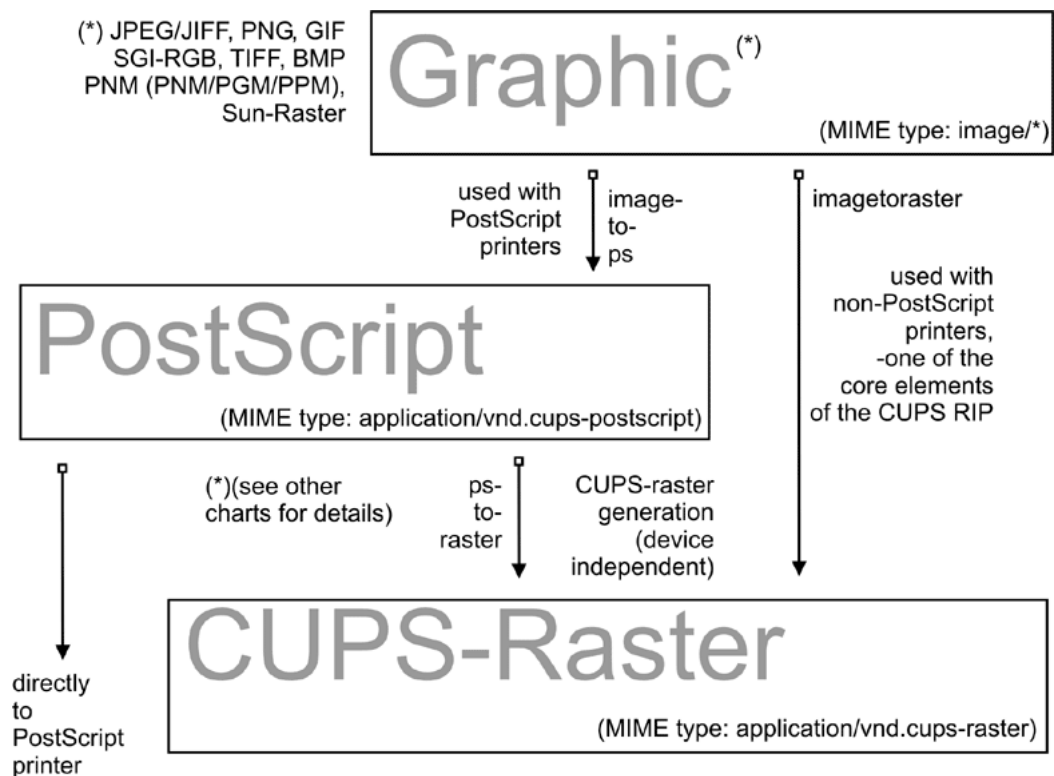 (*) JPEG/JIFF, PNG, GIF
SGI-RGB, TIFF, BMP
PNM (PNM/PGM/PPM),
Sun-Raster
Graphic(*)
(MIME type: image/*)
used with
PostScript
printers
image-
to-
ps
imagetoraster
used with
non-PostScript
printers,
-one of the
core elements
of the CUPS RIP
PostScript
(MIME type: application/vnd.cups-postscript)
(*)(see other
charts for details)
ps-
to-
raster
CUPS-raster
generation
(device
independent)
directly
to
PostScript
printer
CUPS-Raster
(MIME type: application/vnd.cups-raster)